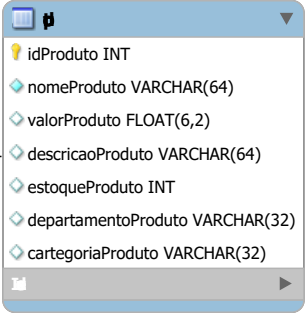 idProduto INT
nomeProduto VARCHAR(64)
valorProduto FLOAT(6,2)
descricaoProduto VARCHAR(64)
estoqueProduto INT
departamentoProduto VARCHAR(32)
cartegoriaProduto VARCHAR(32)